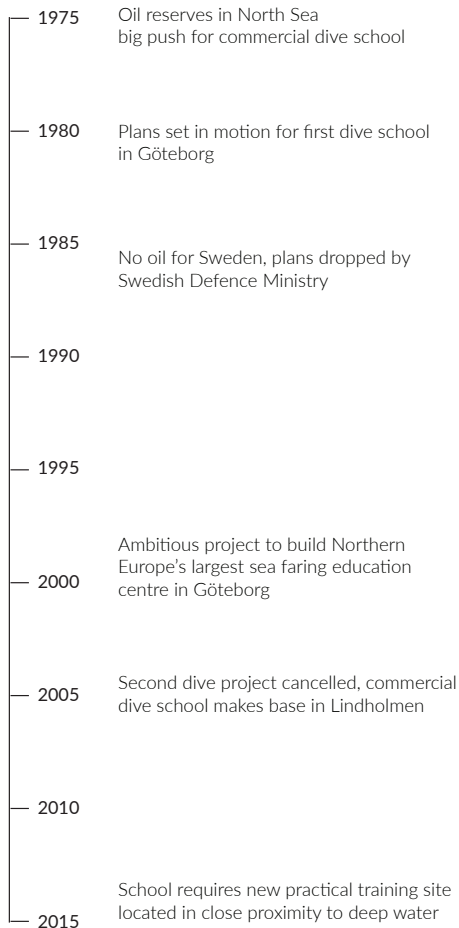 1975
Oil reserves in North Sea
big push for commercial dive school
1980
Plans set in motion for first dive school
in Göteborg
1985
No oil for Sweden, plans dropped by
Swedish Defence Ministry
1990
1995
Ambitious project to build Northern
Europe's largest sea faring education
2000
centre in Göteborg
Second dive project cancelled, commercial
2005
dive school makes base in Lindholmen
2010
School requires new practical training site
located in close proximity to deep water
2015